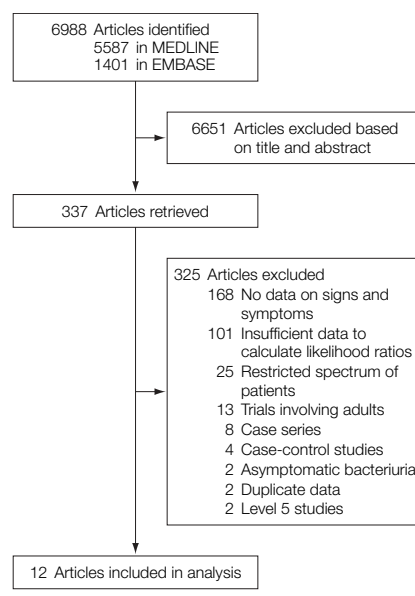 6988 Articles identified
5587 in MEDLINE
1401 in EMBASE
6651 Articles excluded based
on title and abstract
337 Articles retrieved
325 Articles excluded
168 No data on signs and
symptoms
101 Insufficient data to
calculate likelihood ratios
25 Restricted spectrum of
patients
13 Trials involving adults
8 Case series
4 Case-control studies
2 Asymptomatic bacteriuria
2 Duplicate data
2 Level 5 studies
12 Articles included in analysis